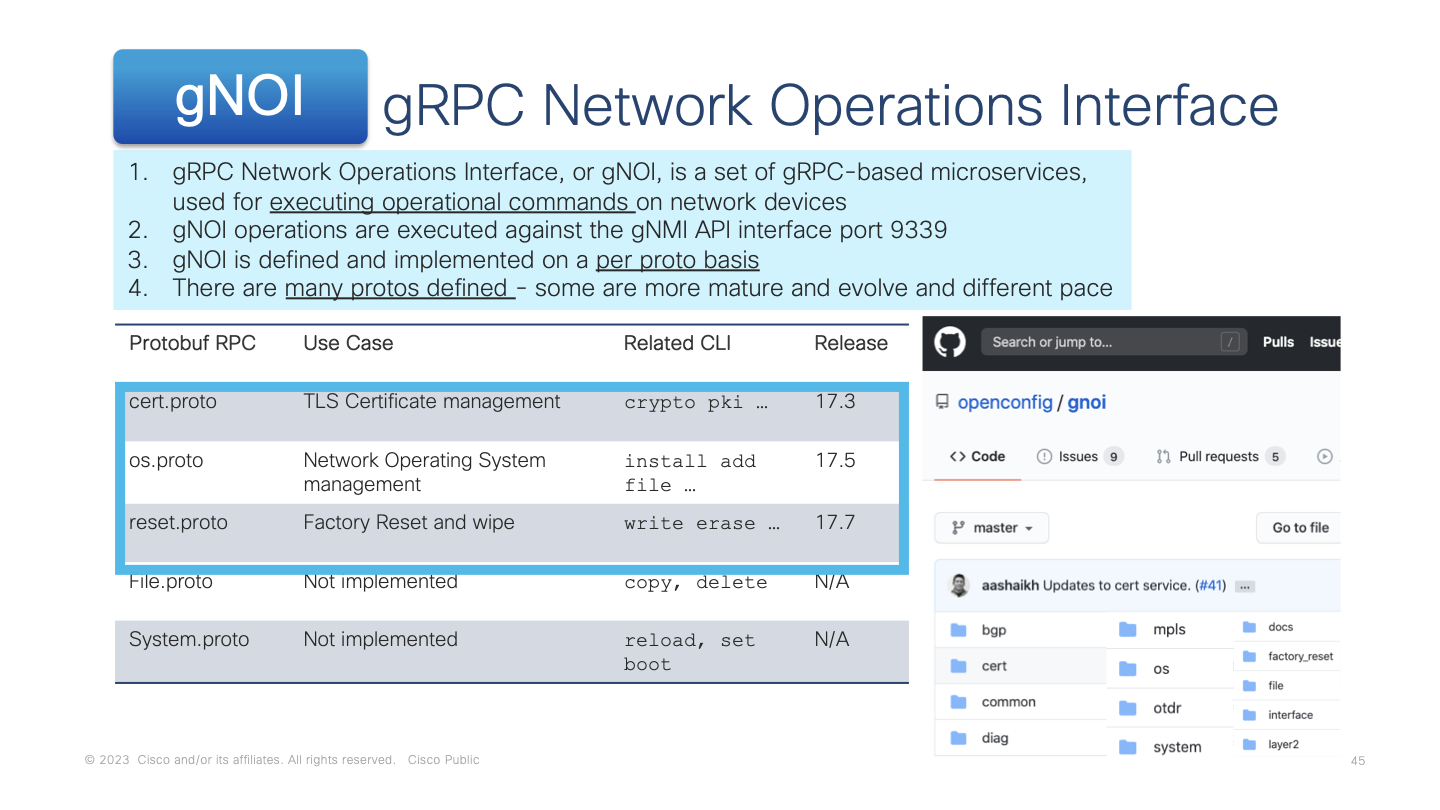 gNOI
gRPC Network Operations Interface
1. gRPC Network Operations Interface, or gNOI, is a set of gRPC-based microservices,
used for executing operational commands on network devices
2. gNOI operations are executed against the gNMI API interface port 9339
3. gNOI is defined and implemented on a per proto basis
4. There are many protos defined - some are more mature and evolve and different pace
Protobuf RPC Use Case Related CLI Release
cert.proto TLS Certificate management crypto pki … 17.3
os.proto Network Operating System install add 17.5
management file …
reset.proto Factory Reset and wipe write erase … 17.7
File.proto Not implemented copy, delete N/A
System.proto Not implemented reload, set N/A
boot
Search or jump to... / Pulls Issue
openconfig / gnoi
<> Code Issues 9 Pull requests 5
master Go to file
aashaikh Updates to cert service. (#41) ...
bgp mpls docs
cert os factory_reset
common otdr file
diag system interface
layer2
© 2023 Cisco and/or its affiliates. All rights reserved. Cisco Public
45